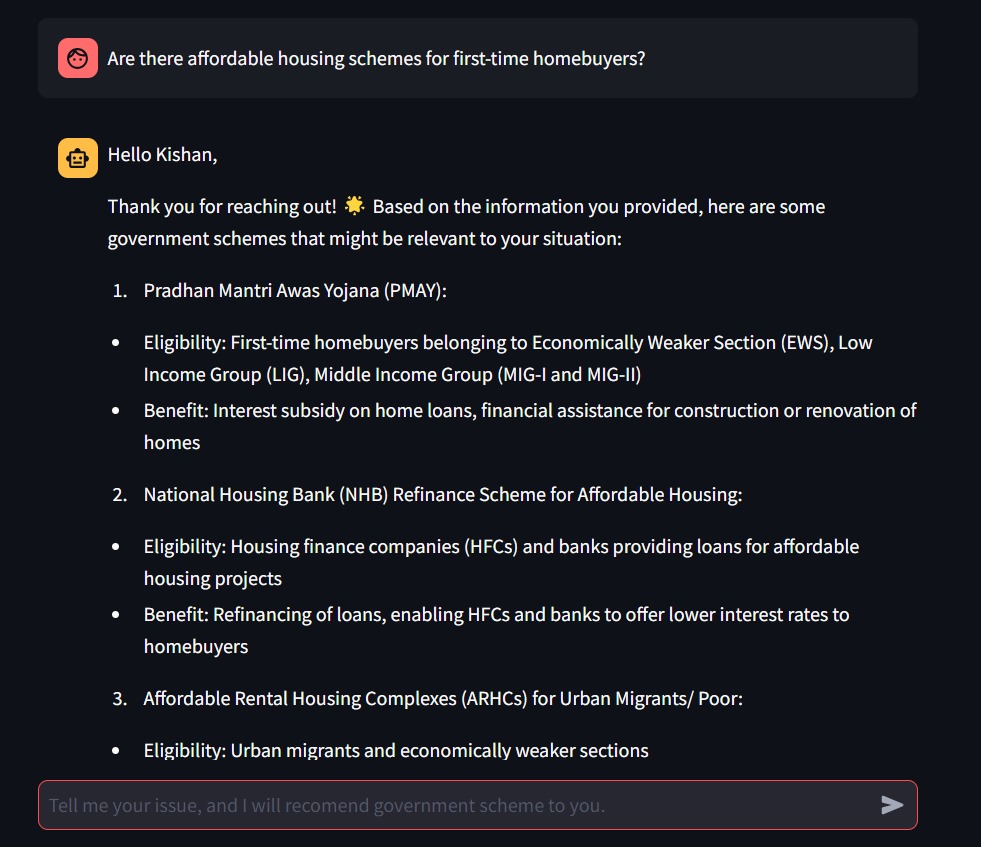 Are there affordable housing schemes for first-time homebuyers?
Hello Kishan,
Thank you for reaching out! 🌟 Based on the information you provided, here are some
government schemes that might be relevant to your situation:
1. Pradhan Mantri Awas Yojana (PMAY):
• Eligibility: First-time homebuyers belonging to Economically Weaker Section (EWS), Low
Income Group (LIG), Middle Income Group (MIG-I and MIG-II)
• Benefit: Interest subsidy on home loans, financial assistance for construction or renovation of
homes
2. National Housing Bank (NHB) Refinance Scheme for Affordable Housing:
• Eligibility: Housing finance companies (HFCs) and banks providing loans for affordable
housing projects
• Benefit: Refinancing of loans, enabling HFCs and banks to offer lower interest rates to
homebuyers
3. Affordable Rental Housing Complexes (ARHCs) for Urban Migrants/ Poor:
• Eligibility: Urban migrants and economically weaker sections
Tell me your issue, and I will recomend government scheme to you.